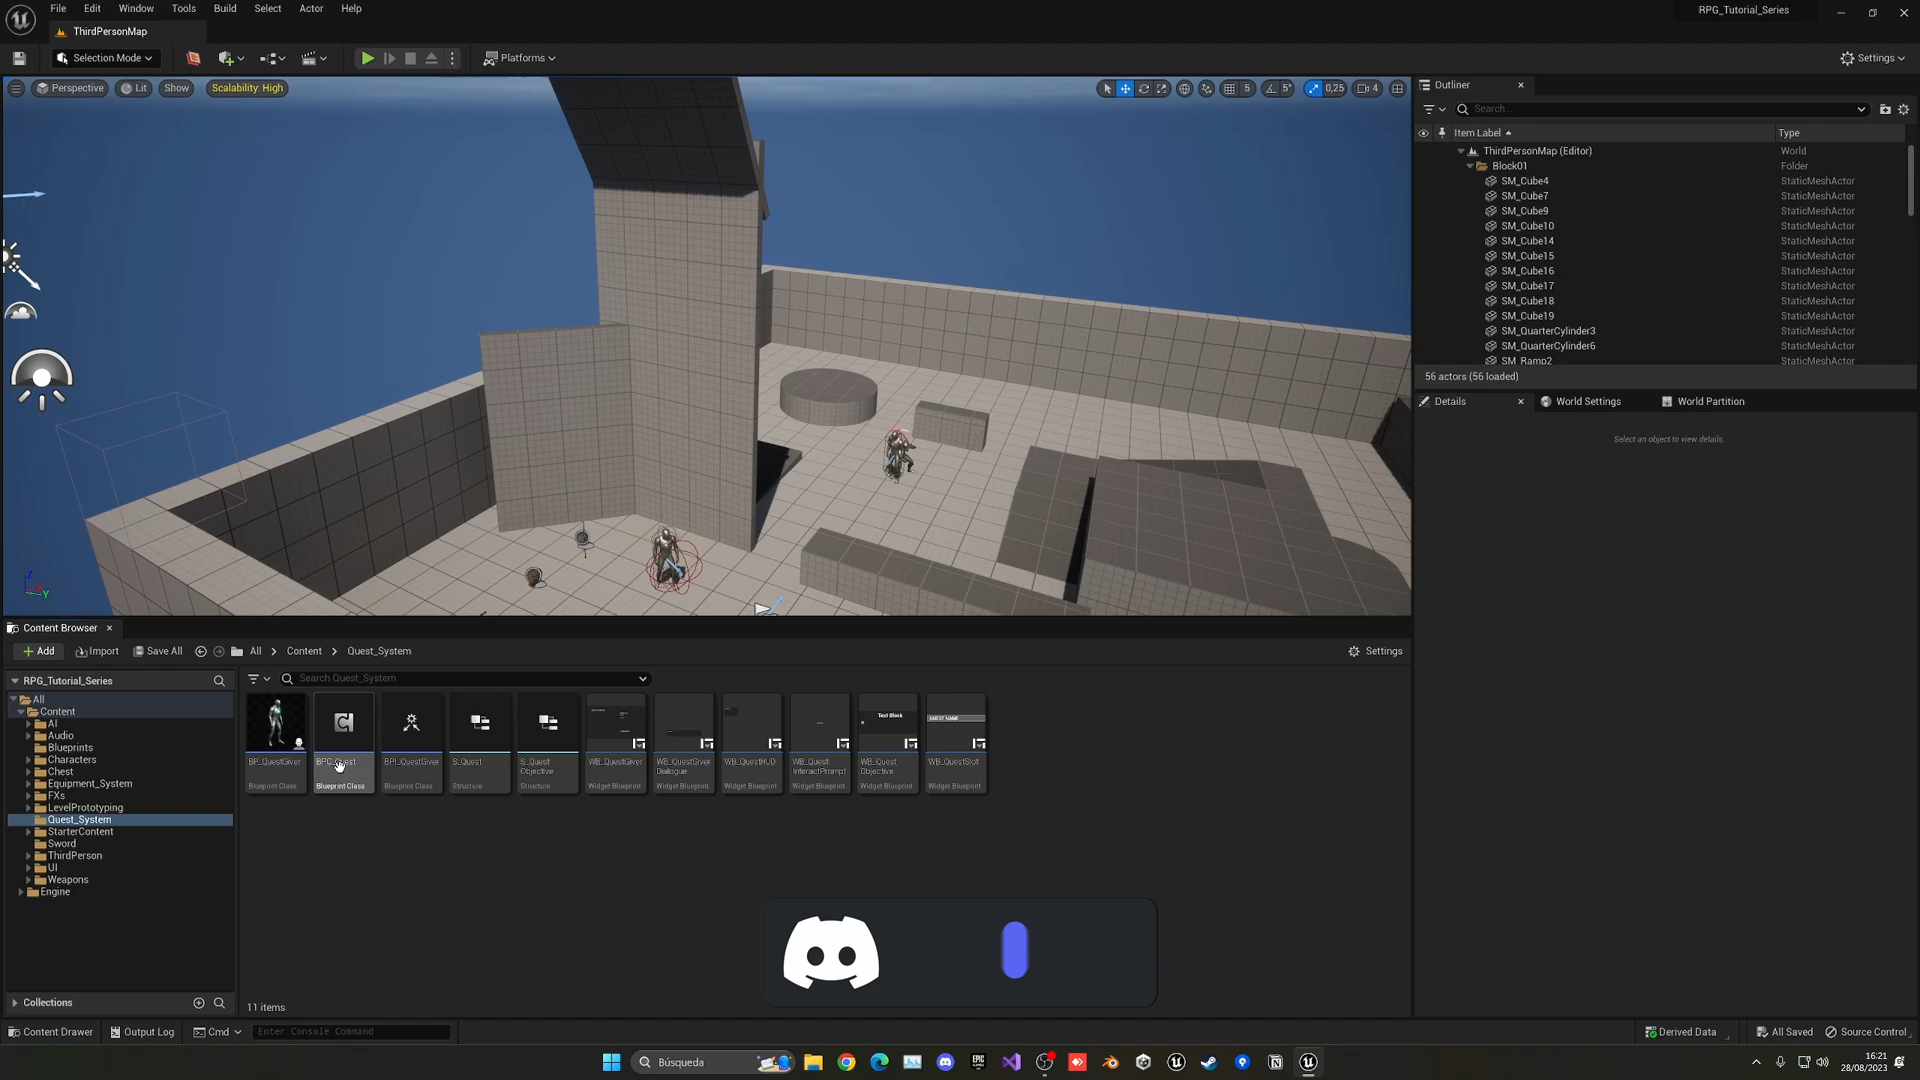 File Edit Window Tools Build Select Actor Help
RPG_Tutorial_Series
ThirdPersonMap
Selection Mode
Platforms
Settings
Perspective Lit Show Scalability: High
5 5° 0,25 4
Outliner
Search...
Item Label Type
ThirdPersonMap (Editor) World
Block01 Folder
SM_Cube4 StaticMeshActor
SM_Cube7 StaticMeshActor
SM_Cube9 StaticMeshActor
SM_Cube10 StaticMeshActor
SM_Cube14 StaticMeshActor
SM_Cube15 StaticMeshActor
SM_Cube16 StaticMeshActor
SM_Cube17 StaticMeshActor
SM_Cube18 StaticMeshActor
SM_Cube19 StaticMeshActor
SM_QuarterCylinder3 StaticMeshActor
SM_QuarterCylinder6 StaticMeshActor
SM_Ramp2 StaticMeshActor
56 actors (56 loaded)
Details World Settings World Partition
Select an object to view details.
Z
Y
Content Browser
Add Import Save All All Content Quest_System Settings
RPG_Tutorial_Series
Search Quest_System
All
Content
AI
Audio
Blueprints
Characters
Chest
Equipment_System
FXs
LevelPrototyping
Quest_System
StarterContent
Sword
ThirdPerson
UI
Weapons
Engine
Text Block
QUEST NAME
BP_QuestGiver
Blueprint Class
BPC_Quest
Blueprint Class
BPI_QuestGiver
Blueprint Class
S_Quest
Structure
S_Quest
Objective
Structure
WB_QuestGiver
Widget Blueprint
WB_QuestGiver
Dialogue
Widget Blueprint
WB_QuestHUD
Widget Blueprint
WB_Quest
InteractPrompt
Widget Blueprint
WB_Quest
Objective
Widget Blueprint
WB_QuestSlot
Widget Blueprint
Collections
11 items
Content Drawer Output Log Cmd Enter Console Command
Derived Data All Saved Source Control
Búsqueda
EPIC
GAMES
16:21
28/08/2023